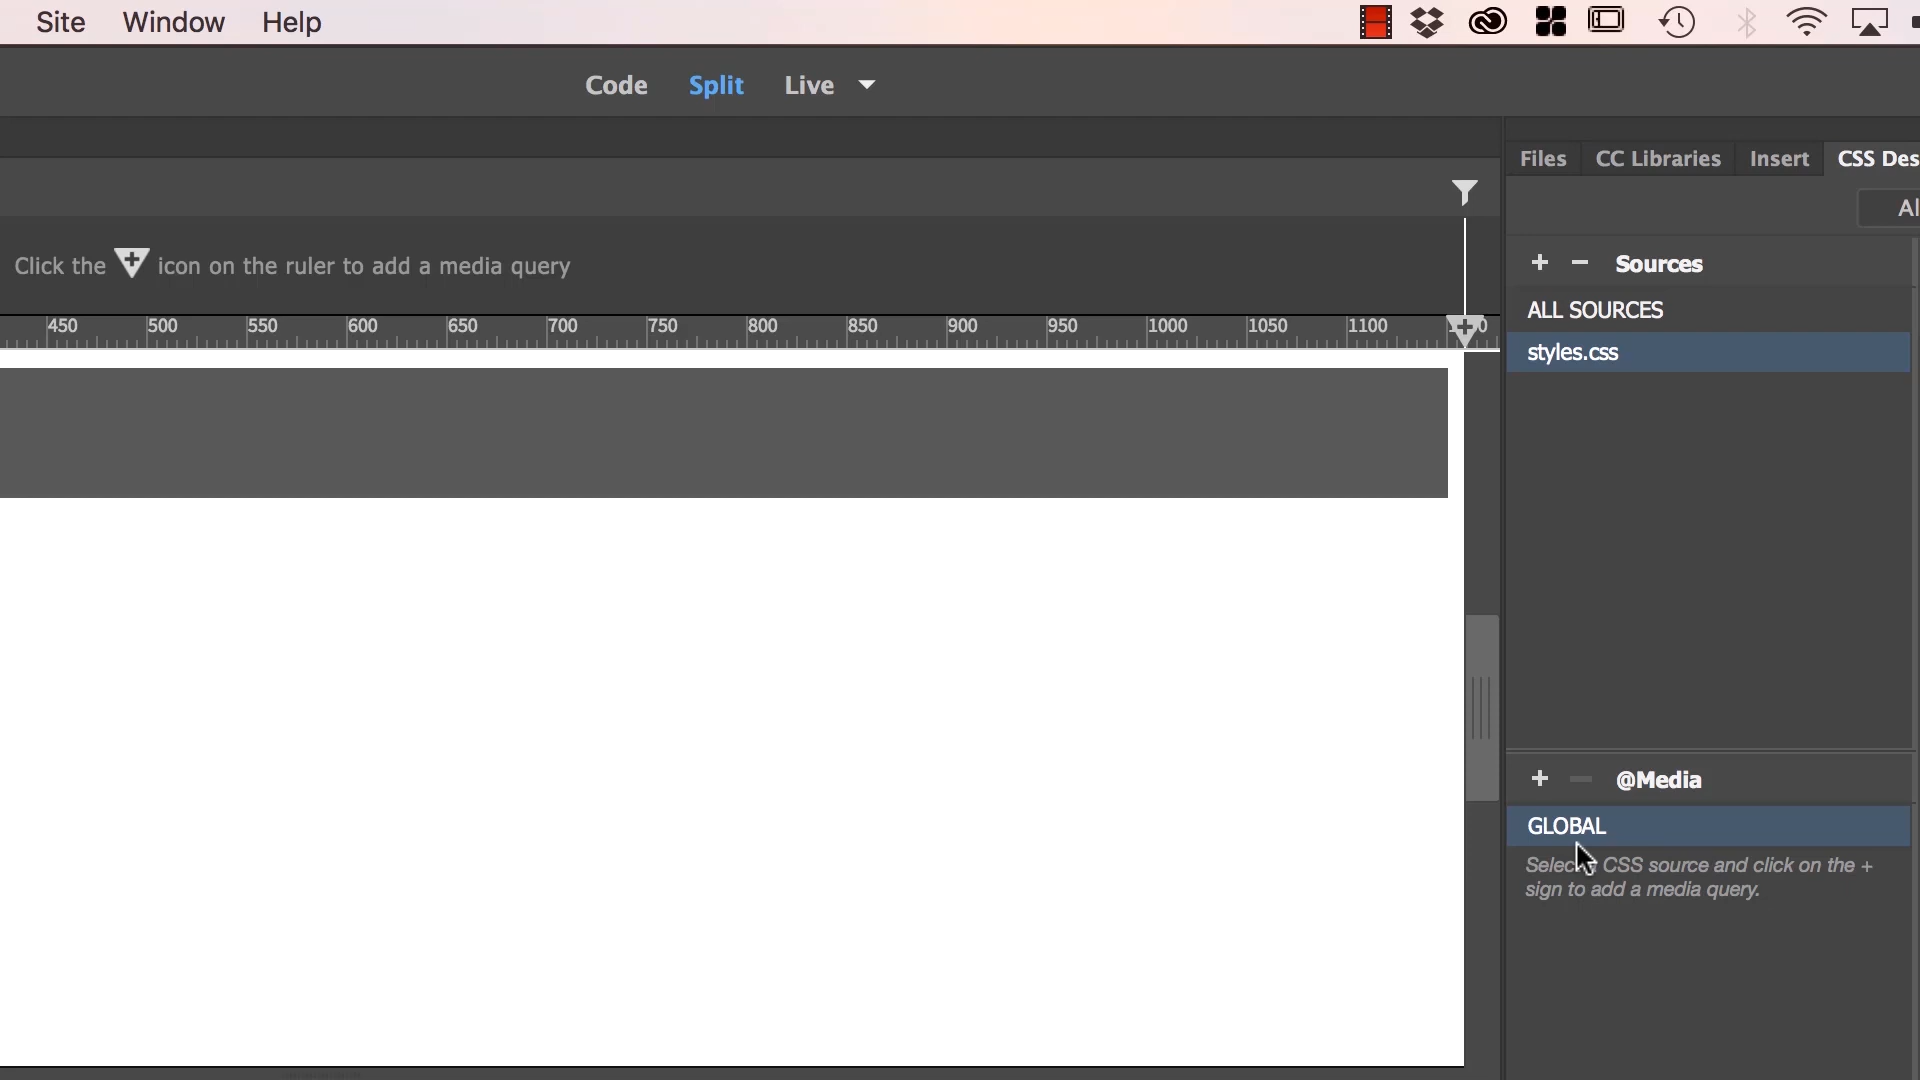 Site Window Help
Code Split Live
Files CC Libraries Insert CSS Des
Al
Click the icon on the ruler to add a media query
Sources
ALL SOURCES
450 500 550 600 650 700 750 800 850 900 950 1000 1050 1100
styles.css
@Media
GLOBAL
CSS source and click on the +
sign to add a media query.